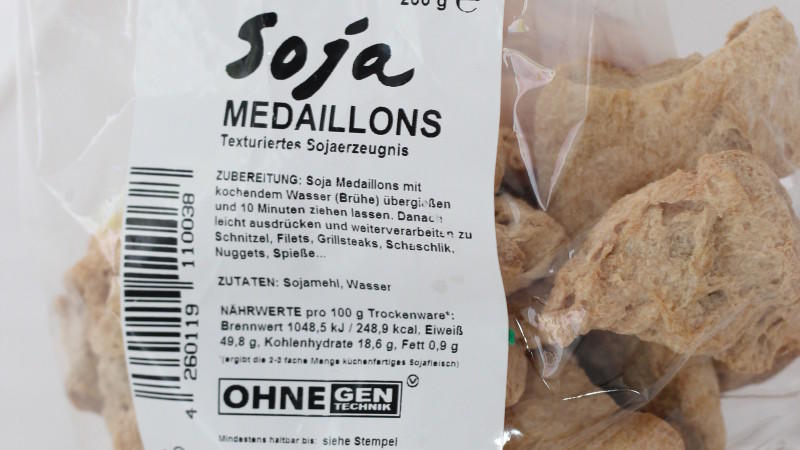 200 g ℮
Soja
MEDAILLONS
Texturiertes Sojaerzeugnis
ZUBEREITUNG: Soja Medaillons mit
kochendem Wasser (Brühe) übergießen
und 10 Minuten ziehen lassen. Danach
leicht ausdrücken und weiterverarbeiten zu
Schnitzel, Filets, Grillsteaks, Schaschlik,
Nuggets, Spieße...
ZUTATEN: Sojamehl, Wasser
NÄHRWERTE pro 100 g Trockenware*:
Brennwert 1048,5 kJ / 248,9 kcal, Eiweiß
49,8 g, Kohlenhydrate 18,6 g, Fett 0,9 g
*(ergibt die 2-3 fache Menge küchenfertiges Sojafleisch)
OHNE GEN
TECHNIK
Mindestens haltbar bis: siehe Stempel
4 260119 110038